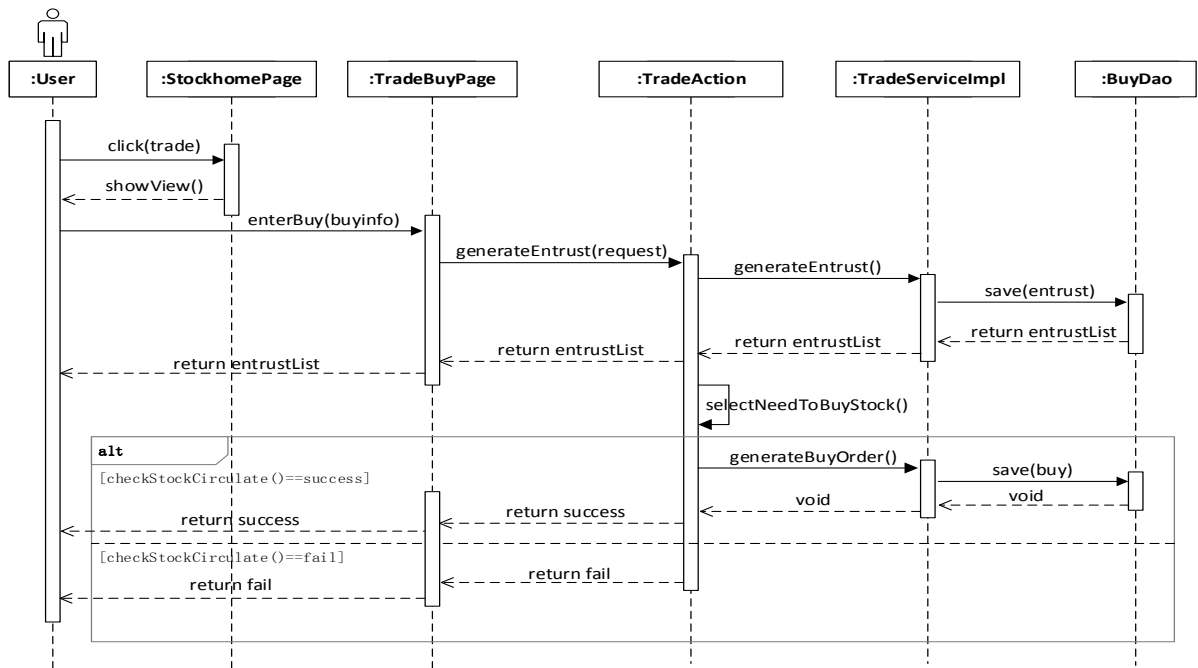 :User
:StockhomePage
:TradeBuyPage
:TradeAction
:TradeServiceImpl
:BuyDao
click(trade)
showView()
enterBuy(buyinfo)
generateEntrust(request)
generateEntrust()
save(entrust)
return entrustList
return entrustList
return entrustList
return entrustList
selectNeedToBuyStock()
alt
[checkStockCirculate()==success]
generateBuyOrder()
save(buy)
void
void
return success
return success
[checkStockCirculate()==fail]
return fail
return fail